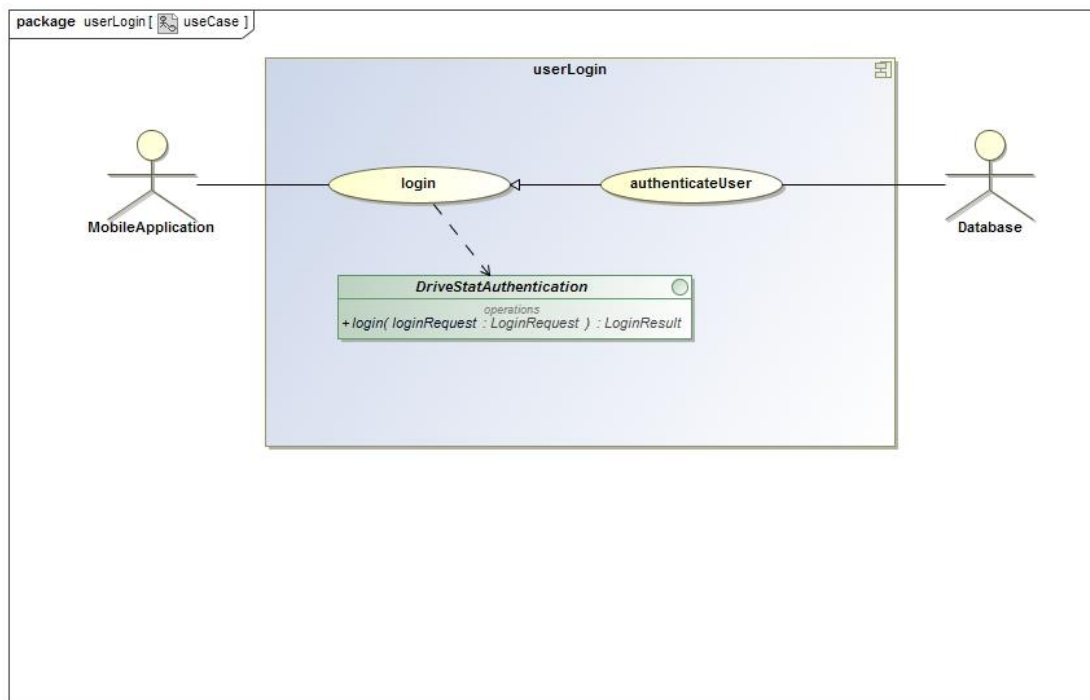 package userLogin [ useCase ]
userLogin
login
authenticateUser
MobileApplication
Database
DriveStatAuthentication
operations
+login( loginRequest : LoginRequest ) : LoginResult